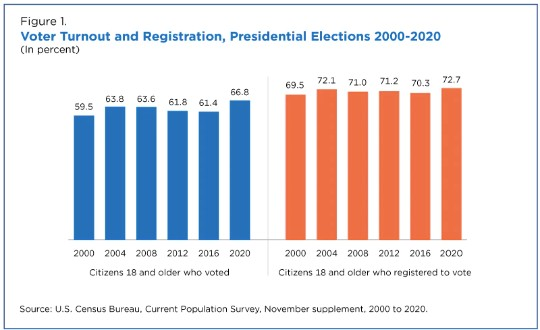 Figure 1.
Voter Turnout and Registration, Presidential Elections 2000-2020
(In percent)
59.5 63.8 63.6 61.8 61.4 66.8
69.5 72.1 71.0 71.2 70.3 72.7
2000 2004 2008 2012 2016 2020
2000 2004 2008 2012 2016 2020
Citizens 18 and older who voted
Citizens 18 and older who registered to vote
Source: U.S. Census Bureau, Current Population Survey, November supplement, 2000 to 2020.